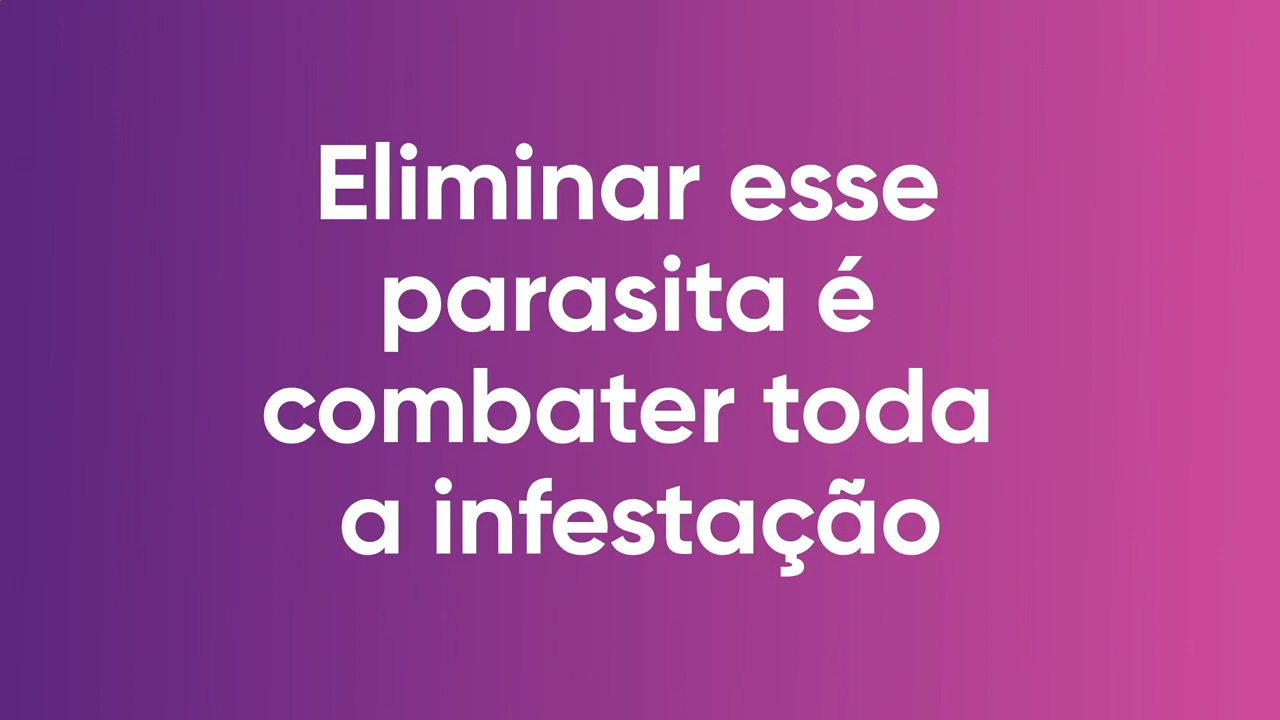 Eliminar esse
parasita é
combater toda
a infestação